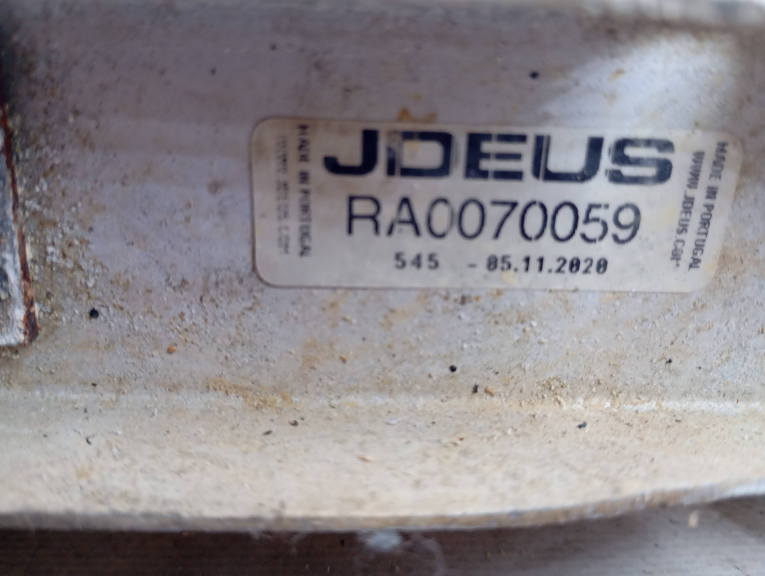 JDEUS
RA0070059
545 - 05.11.2020
MADE IN PORTUGAL
WWW.JDEUS.COM
MADE IN PORTUGAL
WWW.JDEUS.COM